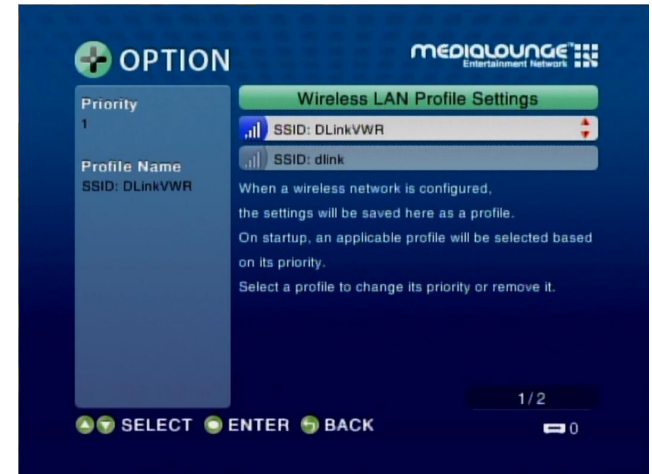 OPTION
MEDIALOUNGE™
Entertainment Network
Priority
1
Profile Name
SSID: DLinkVWR
Wireless LAN Profile Settings
SSID: DLinkVWR
SSID: dlink
When a wireless network is configured,
the settings will be saved here as a profile.
On startup, an applicable profile will be selected based
on its priority.
Select a profile to change its priority or remove it.
1/2
SELECT ENTER BACK
0